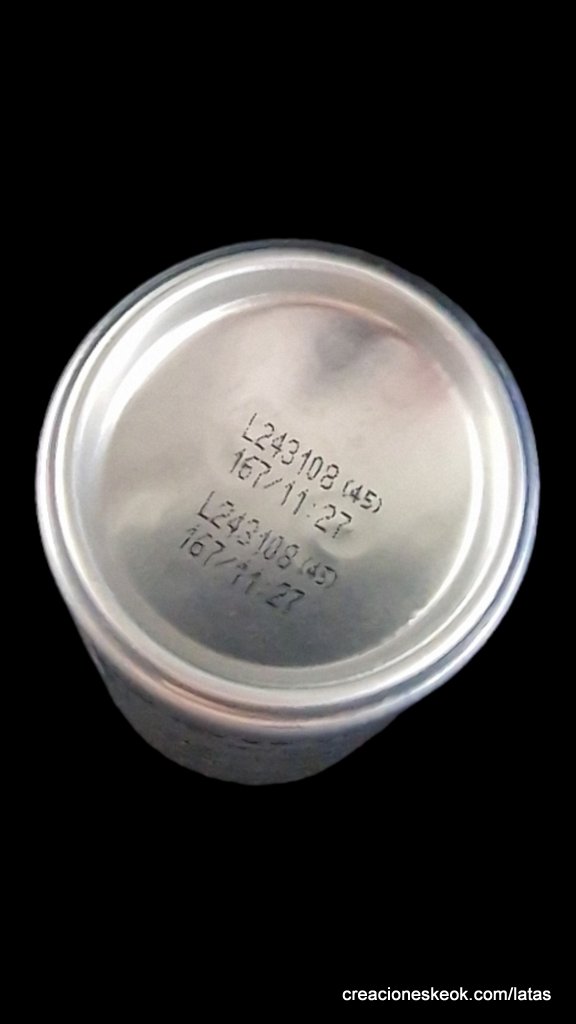 L243108 (45)
167/11:27
L243108 (45)
167/11:27
creacioneskeok.com/latas